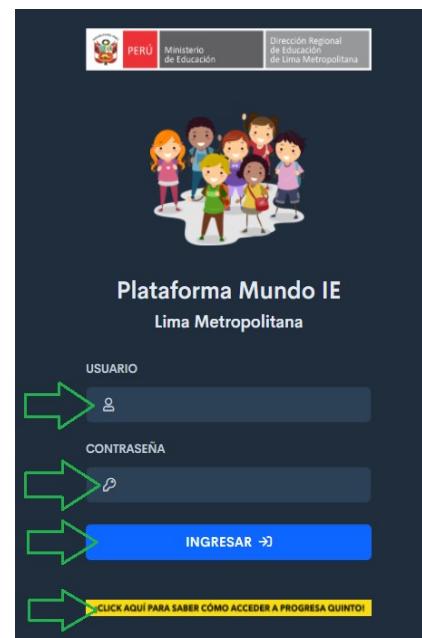 PERÚ
Ministerio
de Educación
Dirección Regional
de Educación
de Lima Metropolitana
Plataforma Mundo IE
Lima Metropolitana
USUARIO
CONTRASEÑA
INGRESAR
¡CLICK AQUÍ PARA SABER CÓMO ACCEDER A PROGRESA QUINTO!